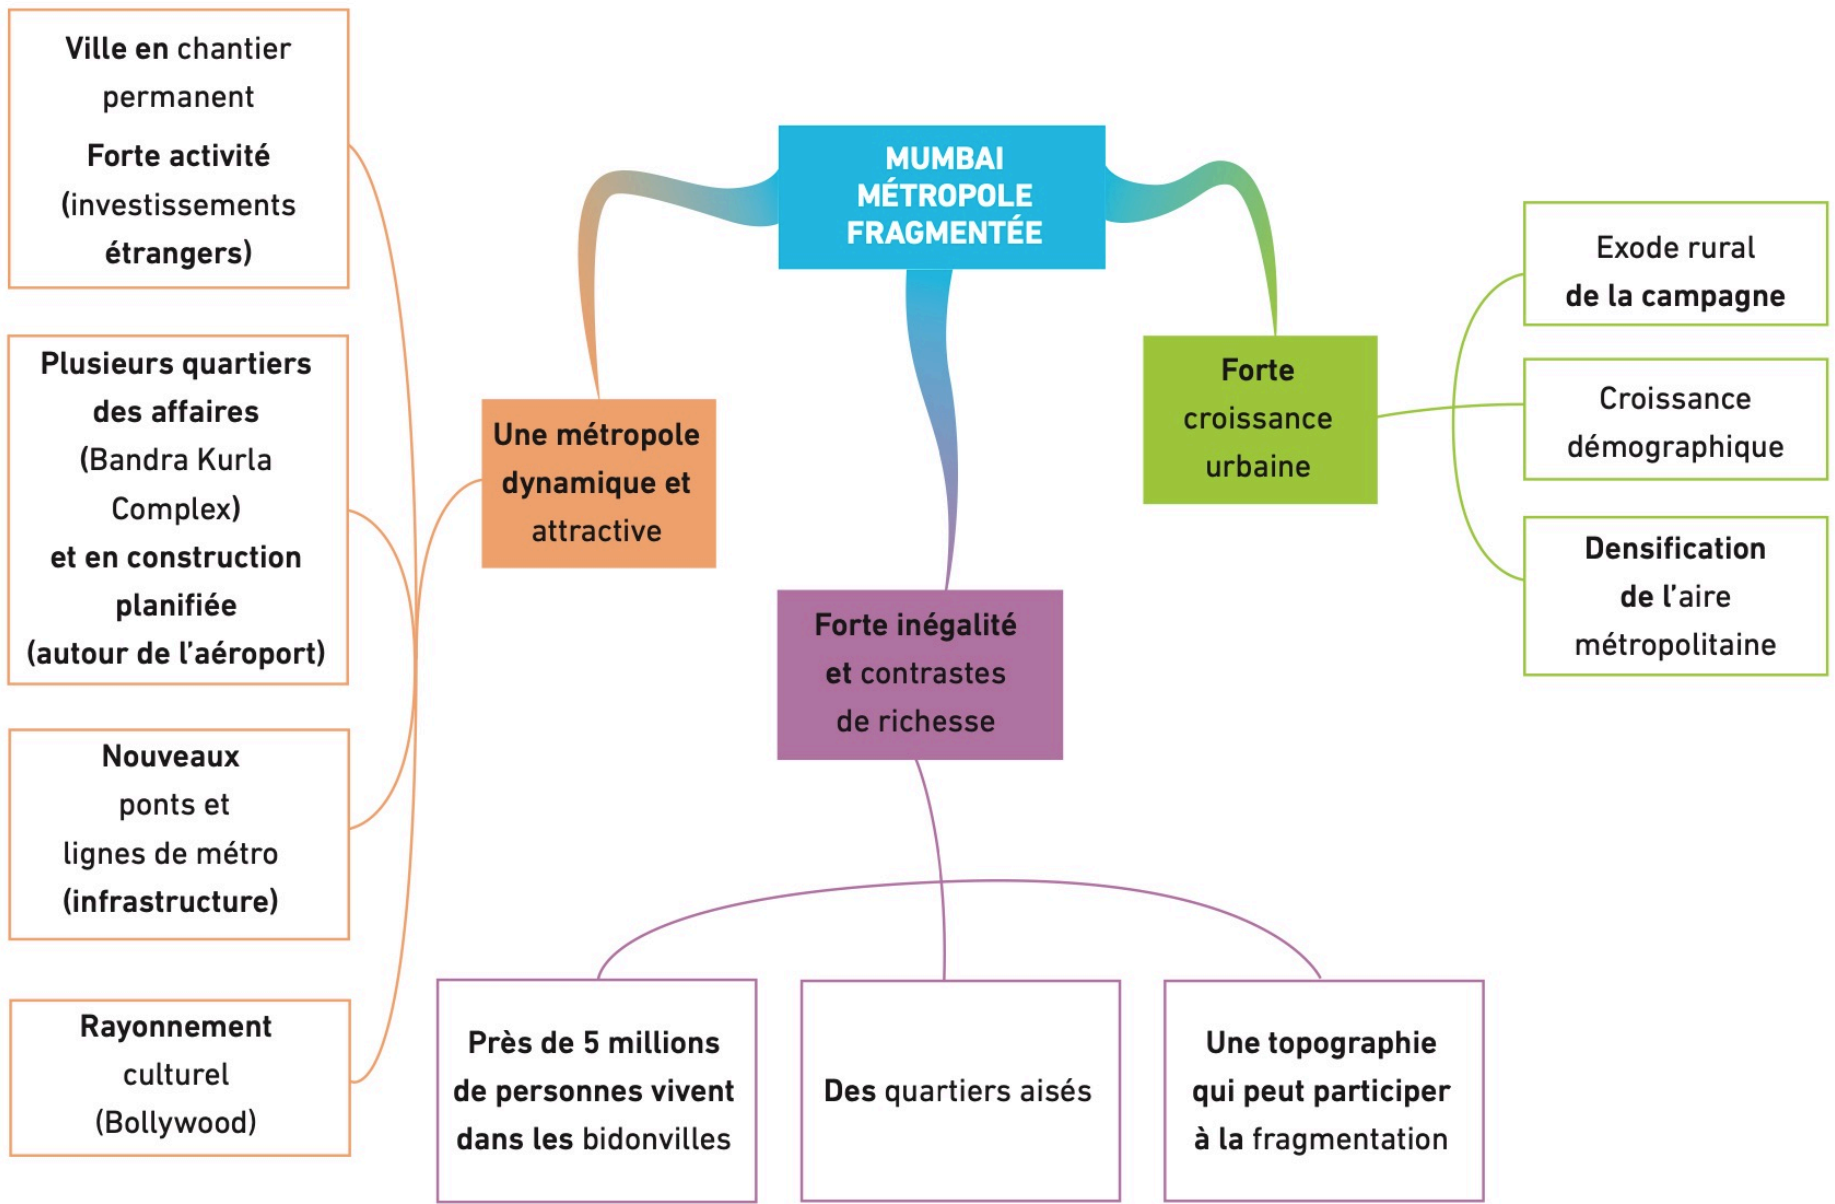 MUMBAI
MÉTROPOLE
FRAGMENTÉE
Ville en chantier
permanent
Forte activité
(investissements
étrangers)
Plusieurs quartiers
des affaires
(Bandra Kurla
Complex)
et en construction
planifiée
(autour de l’aéroport)
Nouveaux
ponts et
lignes de métro
(infrastructure)
Rayonnement
culturel
(Bollywood)
Une métropole
dynamique et
attractive
Forte inégalité
et contrastes
de richesse
Près de 5 millions
de personnes vivent
dans les bidonvilles
Des quartiers aisés
Une topographie
qui peut participer
à la fragmentation
Forte
croissance
urbaine
Exode rural
de la campagne
Croissance
démographique
Densification
de l’aire
métropolitaine